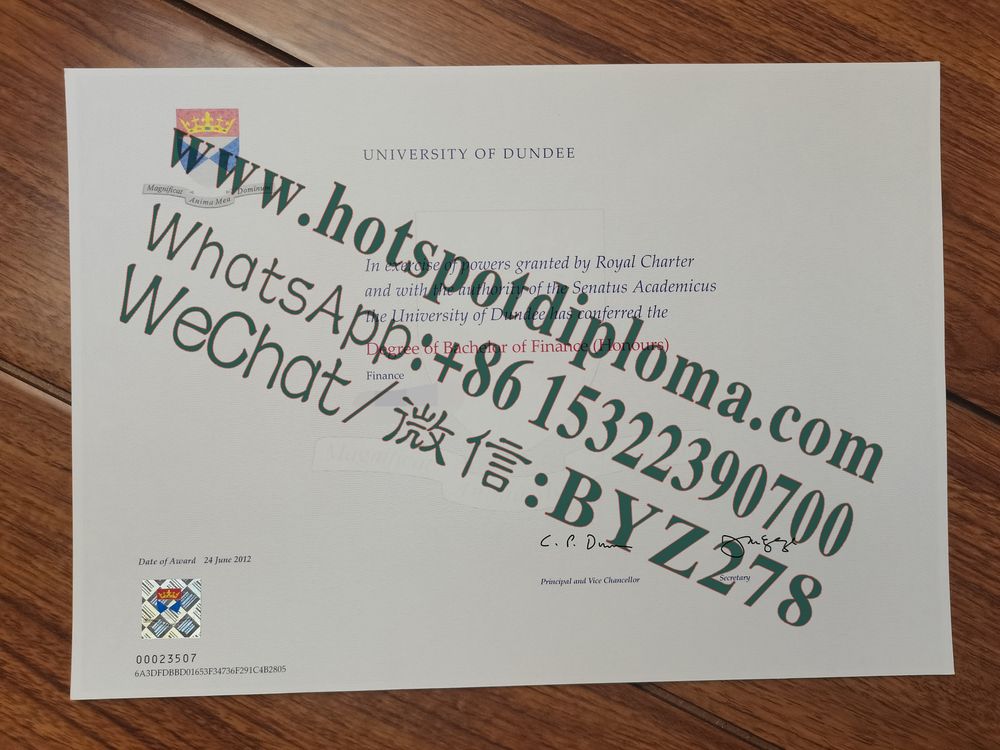 UNIVERSITY OF DUNDEE
Magnificat Anima Mea Dominum
www.hotspotdiploma.com
WhatsApp:+86 15322390700
WeChat/微信:BYZ278
In exercise of powers granted by Royal Charter
and with the authority of the Senatus Academicus
the University of Dundee has conferred the
Degree of Bachelor of Finance (Honours)
Finance
Magnificat
C. P. Dunn
Principal and Vice Chancellor
Secretary
Date of Award 24 June 2012
00023507
6A3DFDBBD01653F34736F291C4B2805